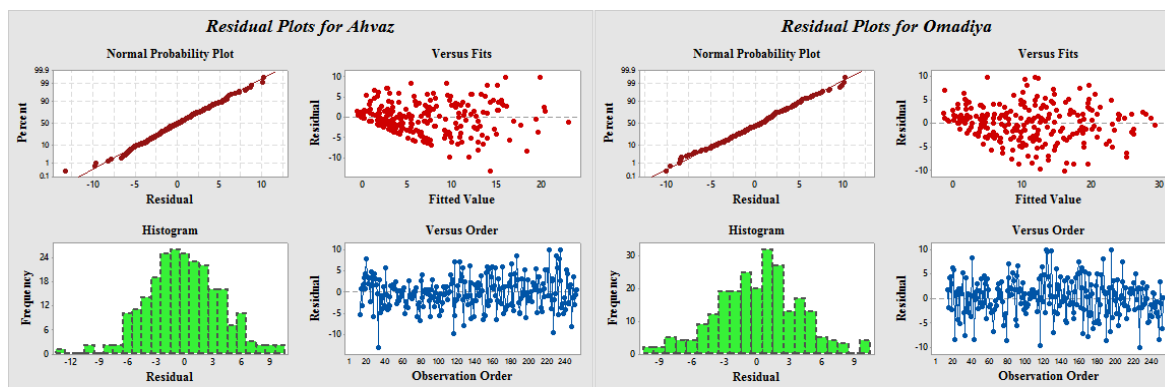 Residual Plots for Ahvaz
Normal Probability Plot
99.9
99
90
50
10
1
0.1
Percent
-10 -5 0 5 10
Residual
Versus Fits
10
5
0
-5
-10
Residual
0 5 10 15 20
Fitted Value
Histogram
24
18
12
6
0
Frequency
-12 -9 -6 -3 0 3 6 9
Residual
Versus Order
10
5
0
-5
-10
Residual
1 20 40 60 80 100 120 140 160 180 200 220 240
Observation Order
Residual Plots for Omadiya
Normal Probability Plot
99.9
99
90
50
10
1
0.1
Percent
-10 -5 0 5 10
Residual
Versus Fits
10
5
0
-5
-10
Residual
0 10 20 30
Fitted Value
Histogram
30
20
10
0
Frequency
-9 -6 -3 0 3 6 9
Residual
Versus Order
10
5
0
-5
-10
Residual
1 20 40 60 80 100 120 140 160 180 200 220 240
Observation Order